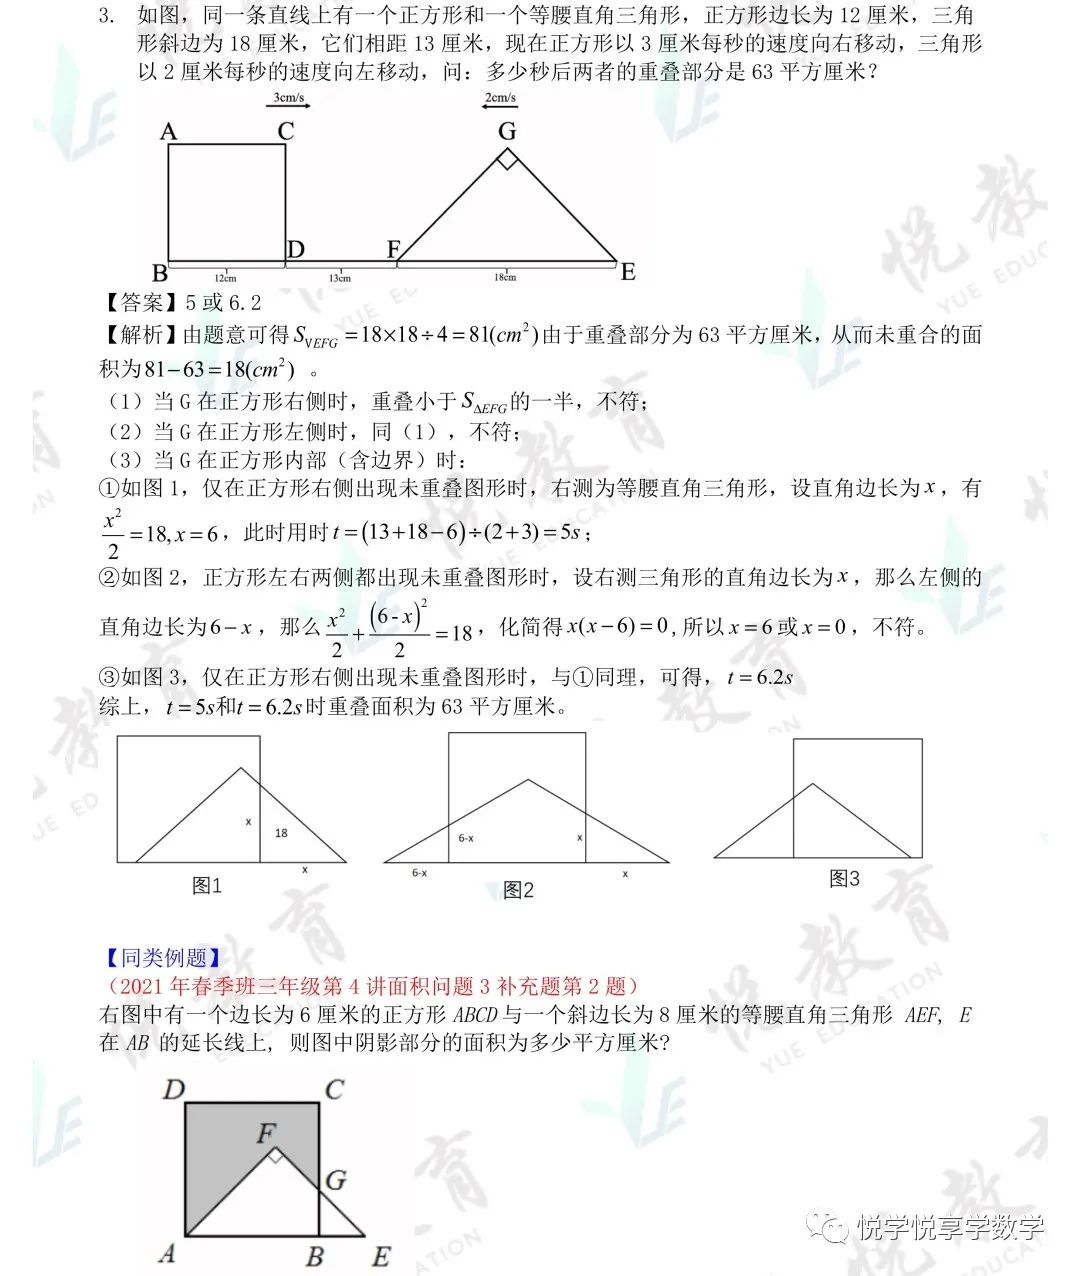 3. 如图，同一条直线上有一个正方形和一个等腰直角三角形，正方形边长为 12 厘米，三角
形斜边为 18 厘米，它们相距 13 厘米，现在正方形以 3 厘米每秒的速度向右移动，三角形
以 2 厘米每秒的速度向左移动，问：多少秒后两者的重叠部分是 63 平方厘米？
3cm/s 2cm/s
A C G
B D F E
12cm 13cm 18cm
【答案】5 或 6.2
【解析】由题意可得 S▽EFG =18×18÷4=81(cm²)由于重叠部分为 63 平方厘米，从而未重合的面
积为81−63=18(cm²) 。
（1）当 G 在正方形右侧时，重叠小于 S△EFG 的一半，不符；
（2）当 G 在正方形左侧时，同（1），不符；
（3）当 G 在正方形内部（含边界）时：
①如图 1，仅在正方形右侧出现未重叠图形时，右测为等腰直角三角形，设直角边长为 x，有
x²/2=18,x=6，此时用时 t=(13+18−6)÷(2+3)=5s；
②如图 2，正方形左右两侧都出现未重叠图形时，设右测三角形的直角边长为 x，那么左侧的
直角边长为6−x，那么 x²/2+(6-x)²/2=18，化简得 x(x−6)=0,所以 x=6 或 x=0，不符。
③如图 3，仅在正方形右侧出现未重叠图形时，与①同理，可得，t=6.2s
综上，t=5s和t=6.2s时重叠面积为 63 平方厘米。
x 18 x
图1
6-x x 6-x x
图2
图3
【同类例题】
（2021 年春季班三年级第 4 讲面积问题 3 补充题第 2 题）
右图中有一个边长为 6 厘米的正方形 ABCD 与一个斜边长为 8 厘米的等腰直角三角形 AEF, E
在 AB 的延长线上, 则图中阴影部分的面积为多少平方厘米?
D C
F
G
A B E
悦学悦享学数学
悦教育
YUE EDUCATION